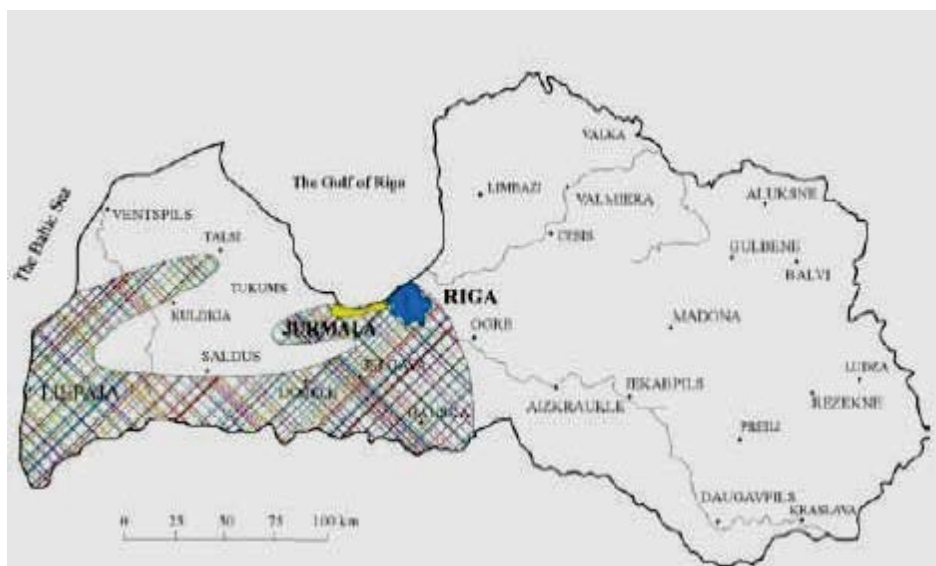 VALKA
The Gulf of Riga
LIMBAZI
VALMIERA
ALUKSNE
The Baltic Sea
VENTSPILS
TALSI
CESIS
GULBENE
BALVI
TUKUMS
RIGA
KULDIGA
JURMALA
OGRE
MADONA
SALDUS
LIEPAJA
JEKABPILS
LUDZA
AIZKRAUKLE
REZEKNE
PREILI
DAUGAVPILS
KRASLAVA
0 25 50 75 100 km